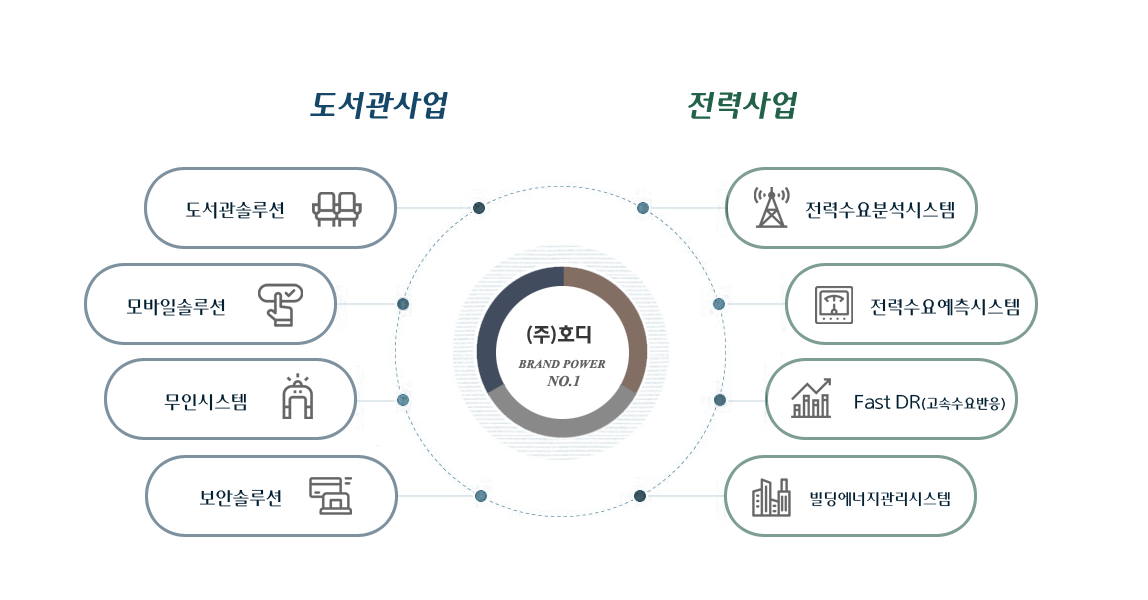 도서관사업
전력사업
도서관솔루션
모바일솔루션
무인시스템
보안솔루션
(주)호디
BRAND POWER
NO.1
전력수요분석시스템
전력수요예측시스템
Fast DR(고속수요반응)
빌딩에너지관리시스템